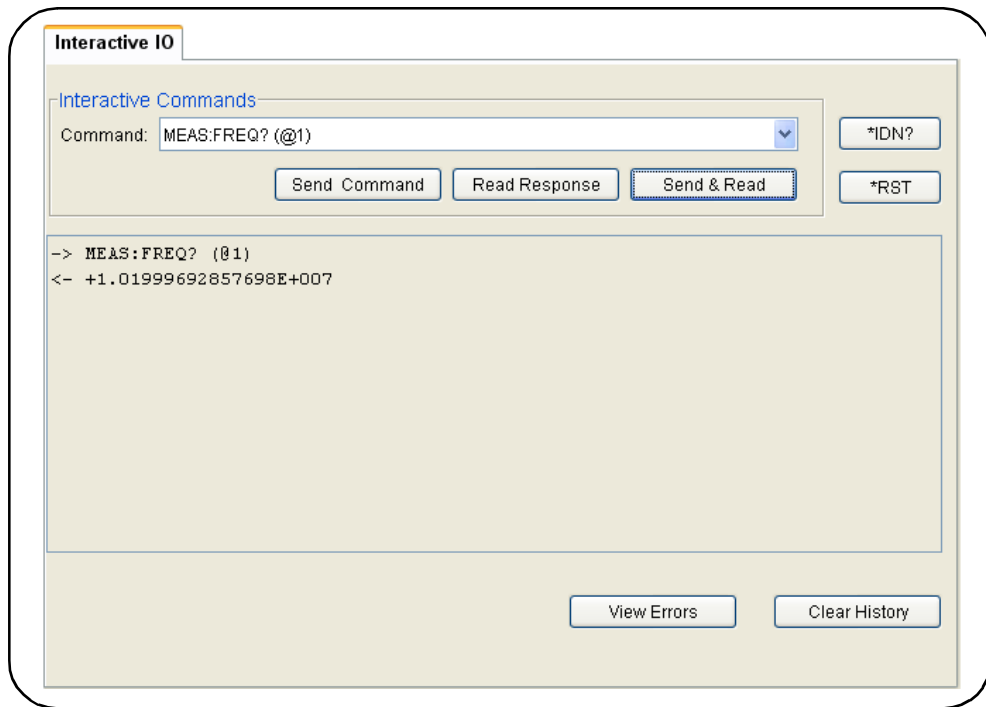 Interactive IO
Interactive Commands
Command: MEAS:FREQ? (@1)
*IDN?
Send Command Read Response Send & Read
*RST
-> MEAS:FREQ? (@1)
<- +1.01999692857698E+007
View Errors Clear History